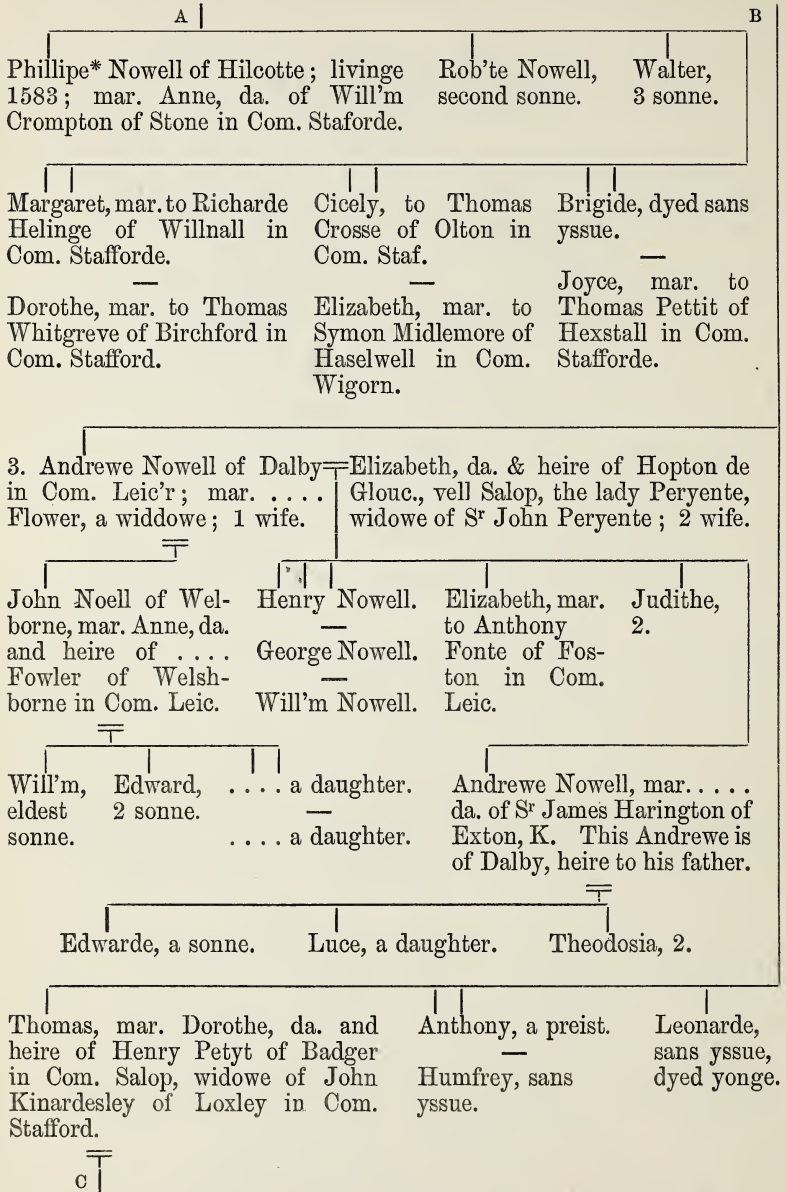 A B
Phillipe* Nowell of Hilcotte; livinge
1583; mar. Anne, da. of Will'm
Crompton of Stone in Com. Staforde.
Rob'te Nowell,
second sonne.
Walter,
3 sonne.
Margaret, mar. to Richarde
Helinge of Willnall in
Com. Stafforde.
—
Dorothe, mar. to Thomas
Whitgreve of Birchford in
Com. Stafford.
Cicely, to Thomas
Crosse of Olton in
Com. Staf.
—
Elizabeth, mar. to
Symon Midlemore of
Haselwell in Com.
Wigorn.
Brigide, dyed sans
yssue.
—
Joyce, mar. to
Thomas Pettit of
Hexstall in Com.
Stafforde.
3. Andrewe Nowell of Dalby
in Com. Leic'r; mar. . . . .
Flower, a widdowe; 1 wife.
Elizabeth, da. & heire of Hopton de
Glouc., vell Salop, the lady Peryente,
widowe of Sr John Peryente; 2 wife.
John Noell of Wel-
borne, mar. Anne, da.
and heire of . . . .
Fowler of Welsh-
borne in Com. Leic.
Henry Nowell.
—
George Nowell.
—
Will'm Nowell.
Elizabeth, mar.
to Anthony
Fonte of Fos-
ton in Com.
Leic.
Judithe,
2.
Will'm,
eldest
sonne.
Edward,
2 sonne.
. . . . a daughter.
—
. . . . a daughter.
Andrewe Nowell, mar. . . . .
da. of Sr James Harington of
Exton, K. This Andrewe is
of Dalby, heire to his father.
Edwarde, a sonne. Luce, a daughter. Theodosia, 2.
Thomas, mar. Dorothe, da. and
heire of Henry Petyt of Badger
in Com. Salop, widowe of John
Kinardesley of Loxley in Com.
Stafford.
Anthony, a preist.
—
Humfrey, sans
yssue.
Leonarde,
sans yssue,
dyed yonge.
C